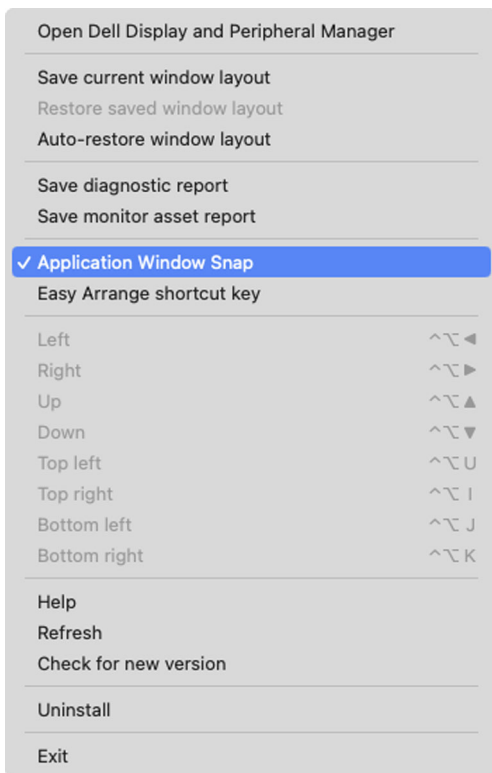 Open Dell Display and Peripheral Manager
Save current window layout
Restore saved window layout
Auto-restore window layout
Save diagnostic report
Save monitor asset report
✓ Application Window Snap
Easy Arrange shortcut key
Left ^⌥◀
Right ^⌥▶
Up ^⌥▲
Down ^⌥▼
Top left ^⌥U
Top right ^⌥I
Bottom left ^⌥J
Bottom right ^⌥K
Help
Refresh
Check for new version
Uninstall
Exit